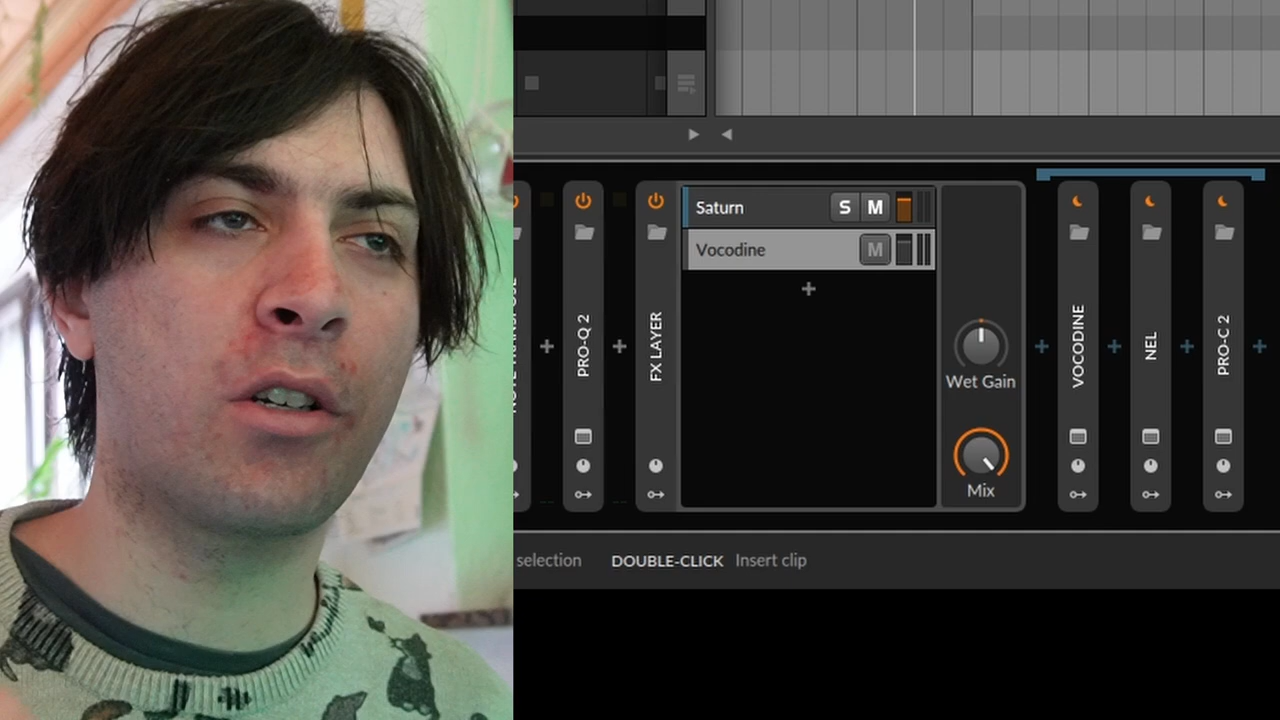 Saturn S M
Vocodine M
PRO-Q 2
FX LAYER
Wet Gain
Mix
VOCODINE
NEL
PRO-C 2
selection DOUBLE-CLICK Insert clip